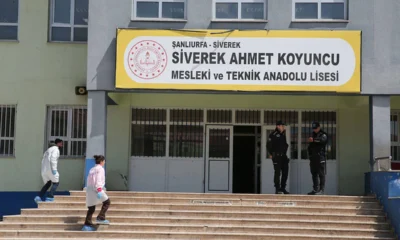 ŞANLIURFA - SİVEREK
SİVEREK AHMET KOYUNCU
MESLEKİ ve TEKNİK ANADOLU LİSESİ